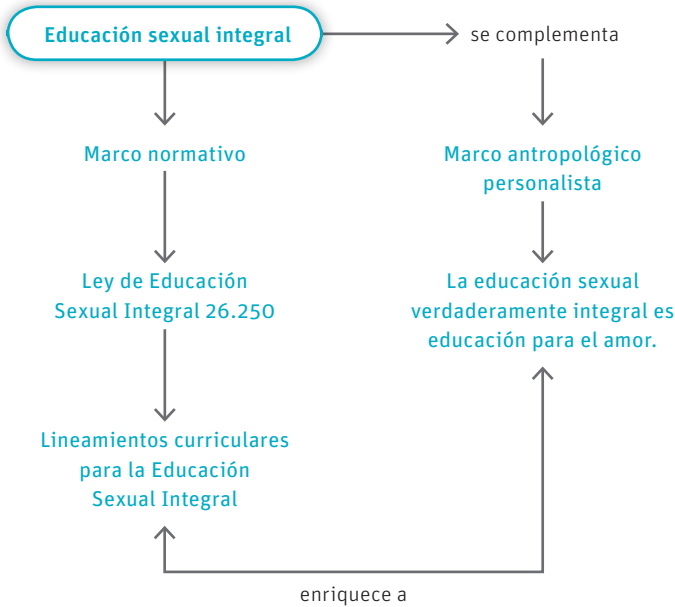 Educación sexual integral
se complementa
Marco normativo
Marco antropológico
personalista
Ley de Educación
Sexual Integral 26.250
La educación sexual
verdaderamente integral es
educación para el amor.
Lineamientos curriculares
para la Educación
Sexual Integral
enriquece a